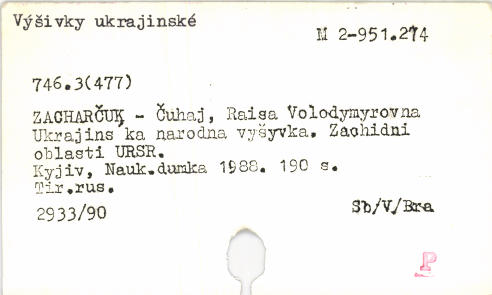 Výšivky ukrajinské
M 2-951.274
746.3(477)
ZACHARČUK - Čuhaj, Raisa Volodymyrovna
Ukrajins ka narodna vyšyvka. Zachidni
oblasti URSR.
Kyjiv, Nauk.dumka 1988. 190 s.
Tit.rus.
2933/90
Sb/V/Bra
P